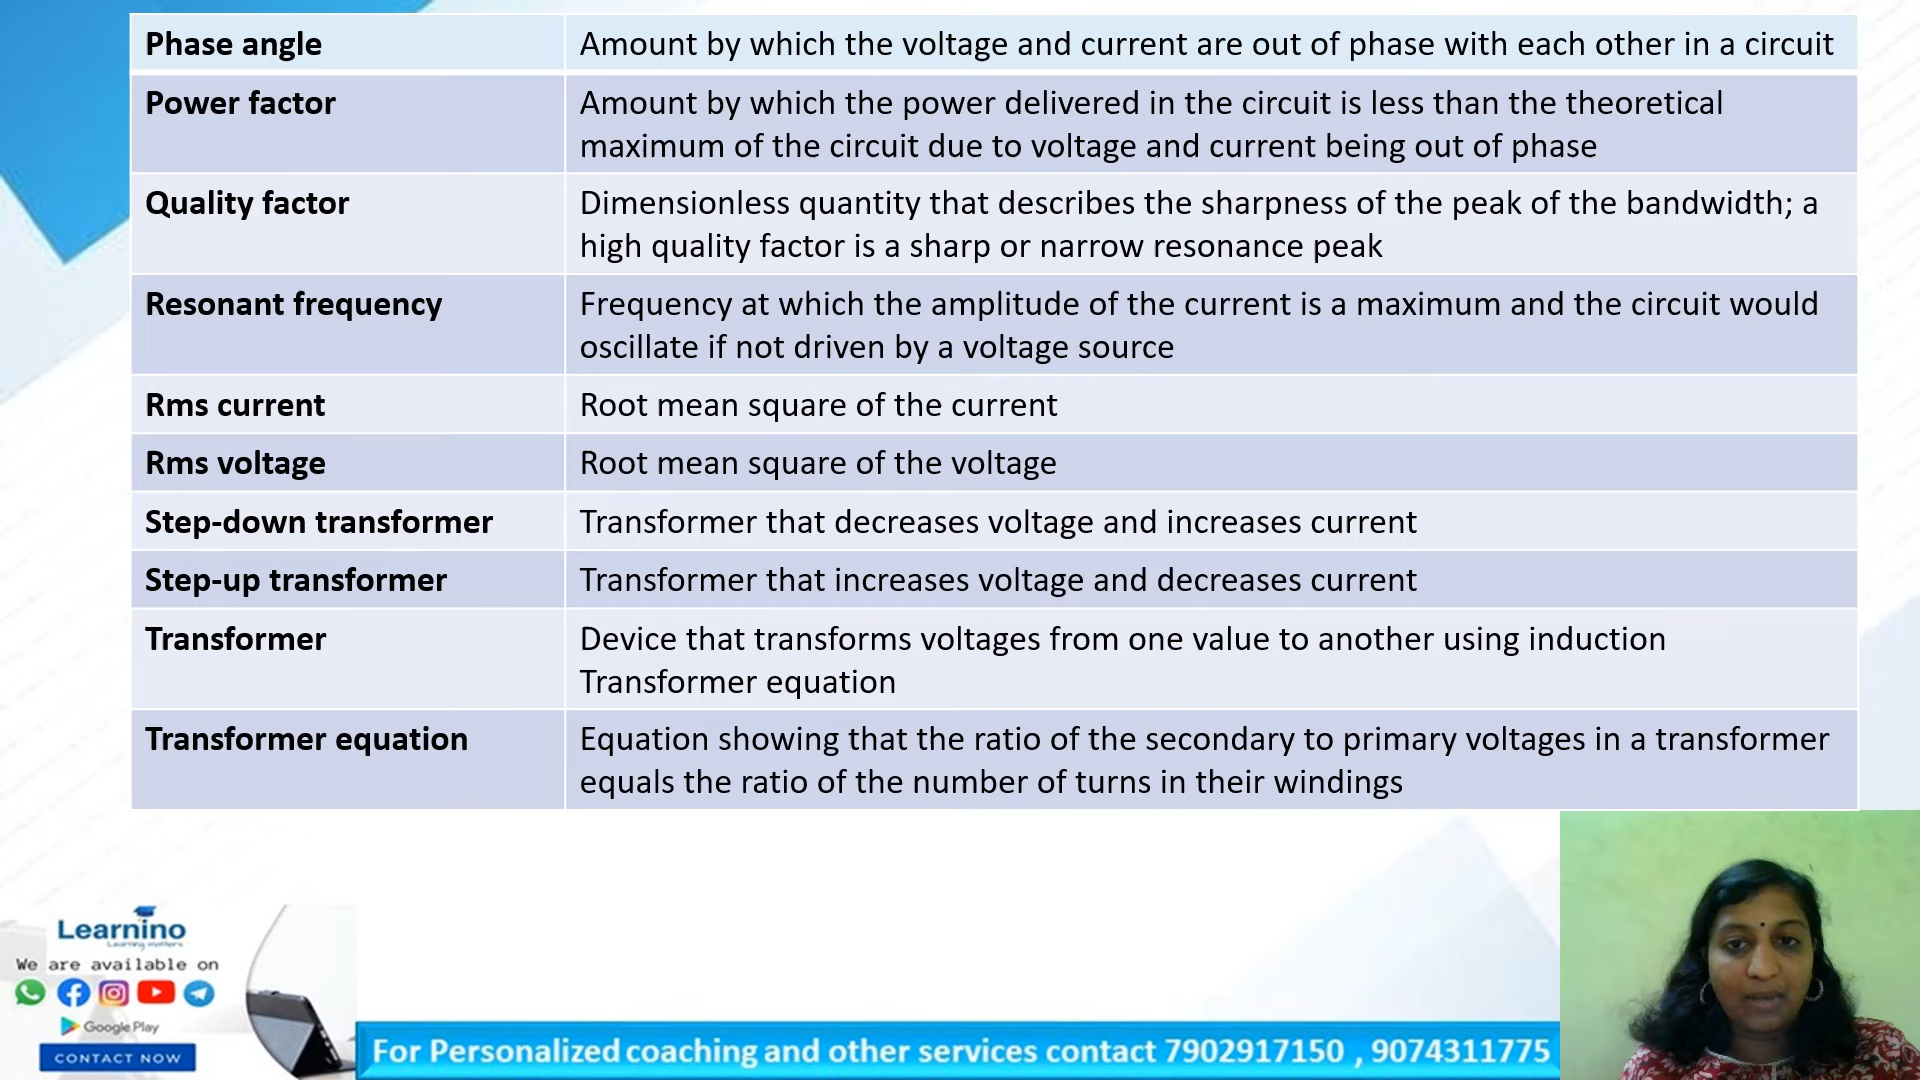 Phase angle
Amount by which the voltage and current are out of phase with each other in a circuit
Power factor
Amount by which the power delivered in the circuit is less than the theoretical
maximum of the circuit due to voltage and current being out of phase
Quality factor
Dimensionless quantity that describes the sharpness of the peak of the bandwidth; a
high quality factor is a sharp or narrow resonance peak
Resonant frequency
Frequency at which the amplitude of the current is a maximum and the circuit would
oscillate if not driven by a voltage source
Rms current
Root mean square of the current
Rms voltage
Root mean square of the voltage
Step-down transformer
Transformer that decreases voltage and increases current
Step-up transformer
Transformer that increases voltage and decreases current
Transformer
Device that transforms voltages from one value to another using induction
Transformer equation
Transformer equation
Equation showing that the ratio of the secondary to primary voltages in a transformer
equals the ratio of the number of turns in their windings
Learnino
Learning matters
We are available on
Google Play
CONTACT NOW
For Personalized coaching and other services contact 7902917150 , 9074311775